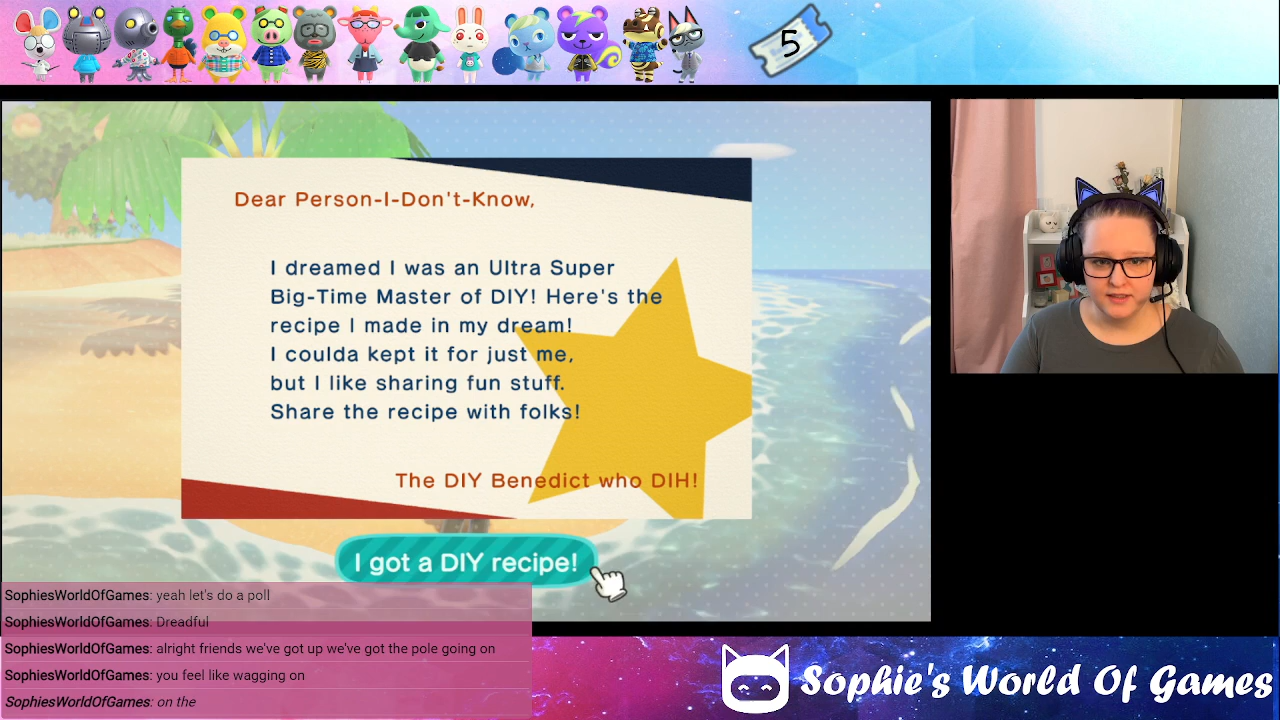 5
Dear Person-I-Don't-Know,
I dreamed I was an Ultra Super
Big-Time Master of DIY! Here's the
recipe I made in my dream!
I coulda kept it for just me,
but I like sharing fun stuff.
Share the recipe with folks!
The DIY Benedict who DIH!
I got a DIY recipe!
SophiesWorldOfGames: yeah let's do a poll
SophiesWorldOfGames: Dreadful
SophiesWorldOfGames: alright friends we've got up we've got the pole going on
SophiesWorldOfGames: you feel like wagging on
SophiesWorldOfGames: on the
Sophie's World Of Games